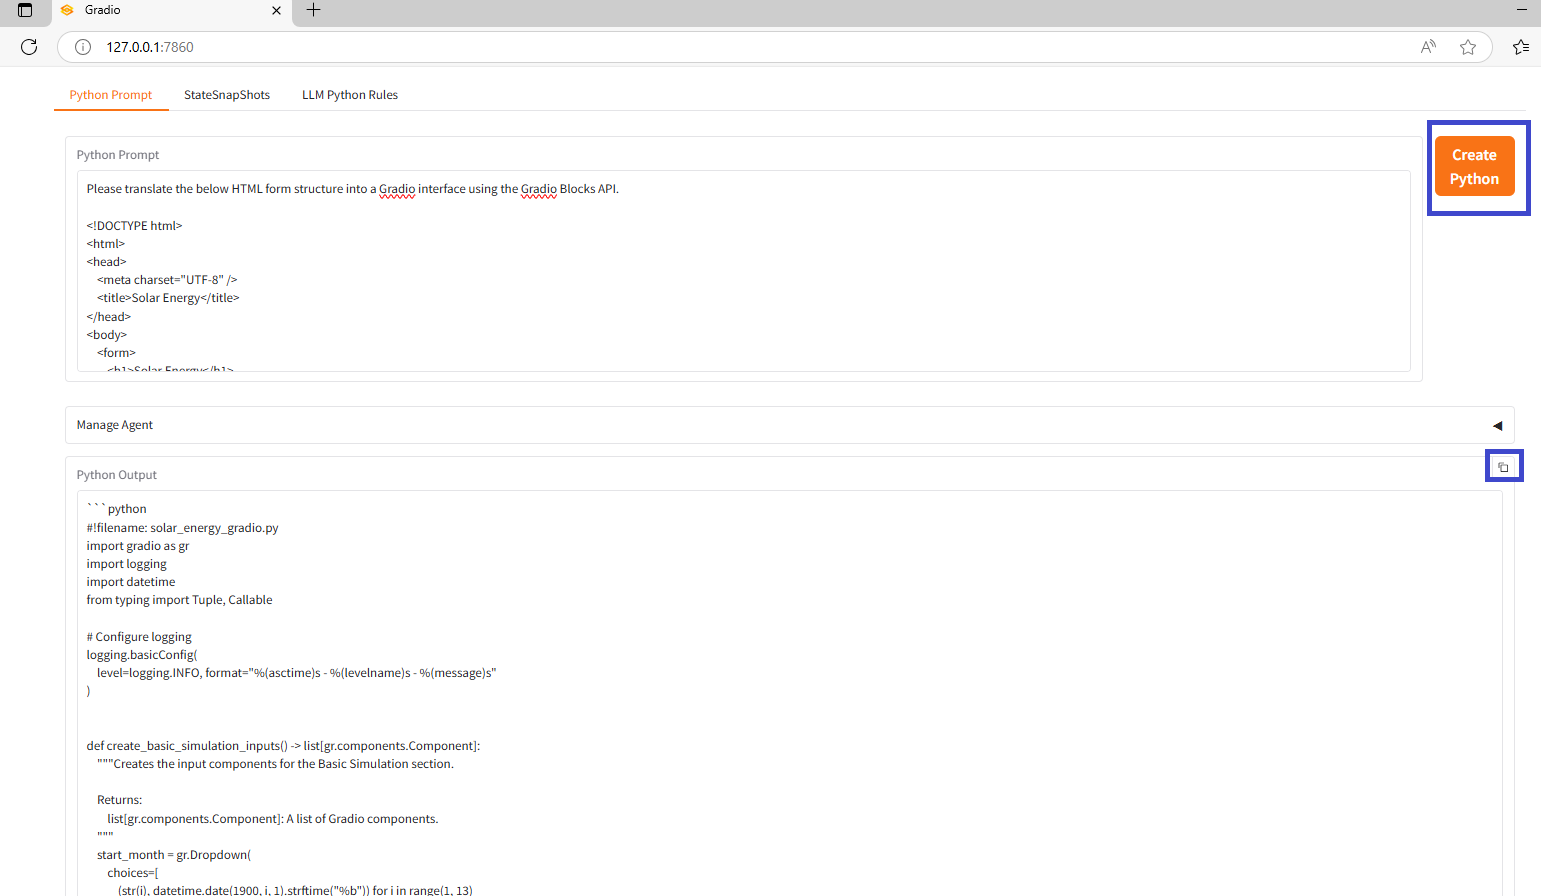 Gradio
127.0.0.1:7860
Python Prompt
StateSnapShots
LLM Python Rules
Python Prompt
Create
Python
Please translate the below HTML form structure into a Gradio interface using the Gradio Blocks API.
<!DOCTYPE html>
<html>
<head>
<meta charset="UTF-8" />
<title>Solar Energy</title>
</head>
<body>
<form>
<h1>Solar Energy</h1>
Manage Agent
Python Output
```python
#!filename: solar_energy_gradio.py
import gradio as gr
import logging
import datetime
from typing import Tuple, Callable
# Configure logging
logging.basicConfig(
level=logging.INFO, format="%(asctime)s - %(levelname)s - %(message)s"
)
def create_basic_simulation_inputs() -> list[gr.components.Component]:
"""Creates the input components for the Basic Simulation section.
Returns:
list[gr.components.Component]: A list of Gradio components.
"""
start_month = gr.Dropdown(
choices=[
(str(i), datetime.date(1900, i, 1).strftime("%b")) for i in range(1, 13)